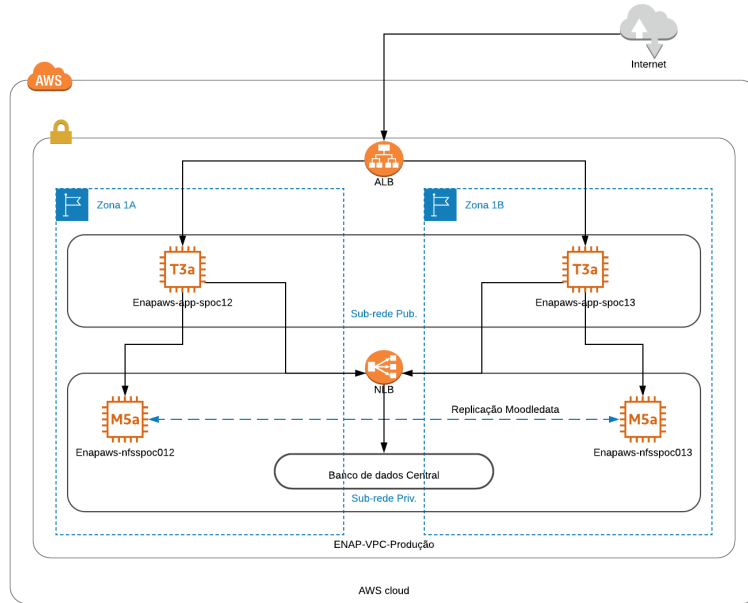 Internet
AWS
ALB
Zona 1A
Zona 1B
T3a
T3a
Enapaws-app-spoc12
Enapaws-app-spoc13
Sub-rede Pub.
NLB
M5a
Replicação Moodledata
M5a
Enapaws-nfsspoc012
Enapaws-nfsspoc013
Banco de dados Central
Sub-rede Priv.
ENAP-VPC-Produção
AWS cloud